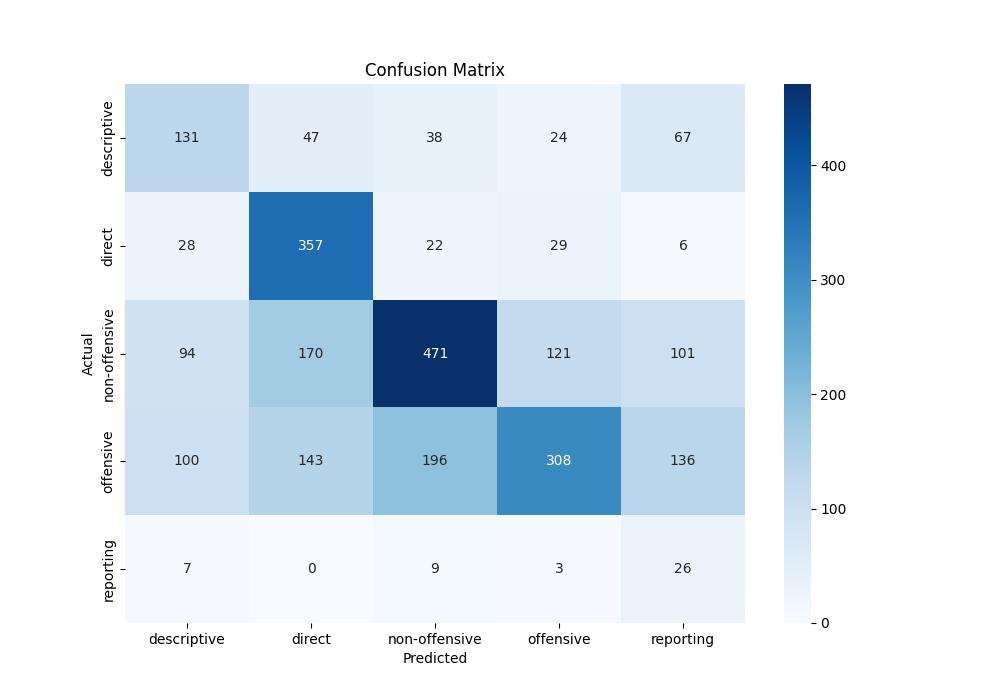 Confusion Matrix
Actual
descriptive
131 47 38 24 67
direct
28 357 22 29 6
non-offensive
94 170 471 121 101
offensive
100 143 196 308 136
reporting
7 0 9 3 26
descriptive direct non-offensive offensive reporting
Predicted
400
300
200
100
0